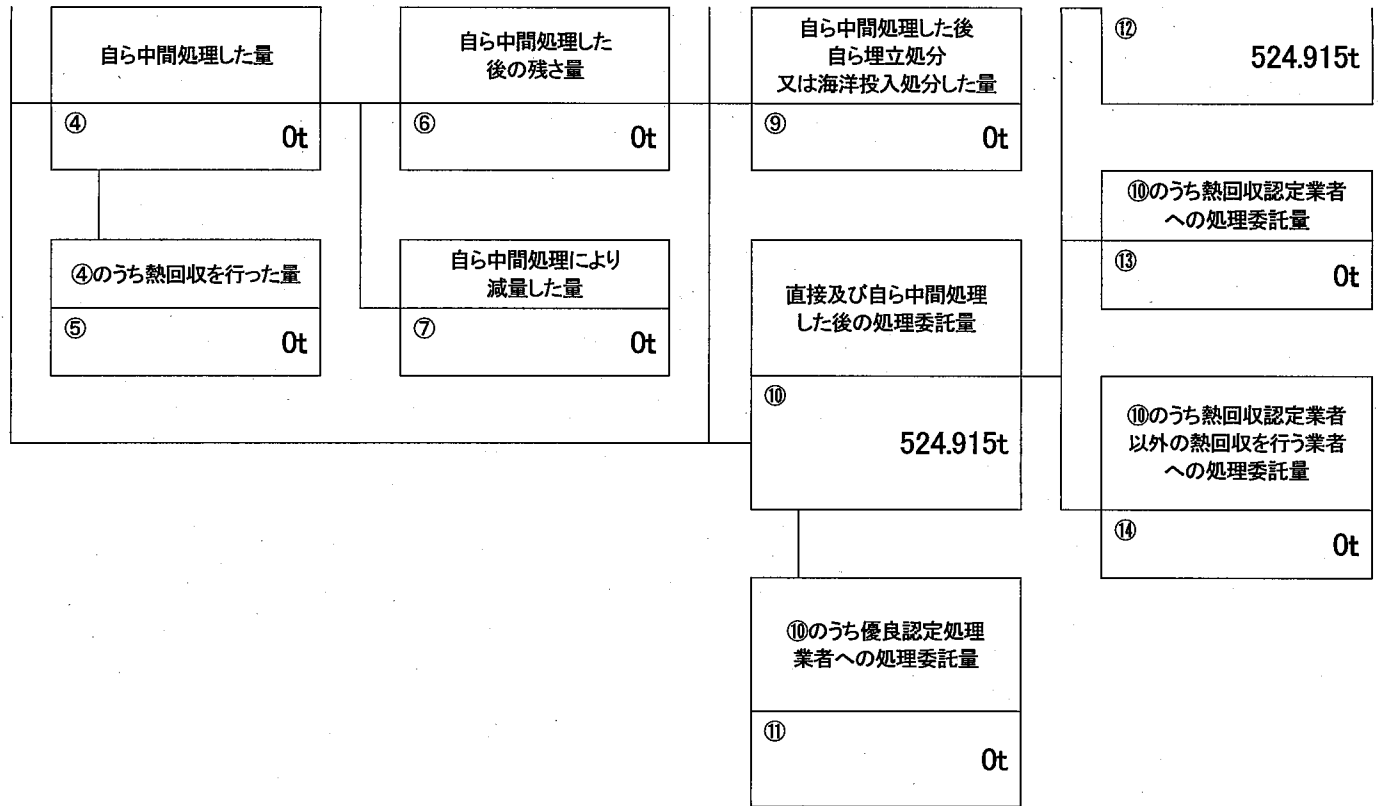 自ら中間処理した量
④
0t
自ら中間処理した
後の残さ量
⑥
0t
自ら中間処理した後
自ら埋立処分
又は海洋投入処分した量
⑨
0t
⑫
524.915t
④のうち熱回収を行った量
⑤
0t
自ら中間処理により
減量した量
⑦
0t
直接及び自ら中間処理
した後の処理委託量
⑩
524.915t
⑩のうち熱回収認定業者
への処理委託量
⑬
0t
⑩のうち熱回収認定業者
以外の熱回収を行う業者
への処理委託量
⑭
0t
⑩のうち優良認定処理
業者への処理委託量
⑪
0t